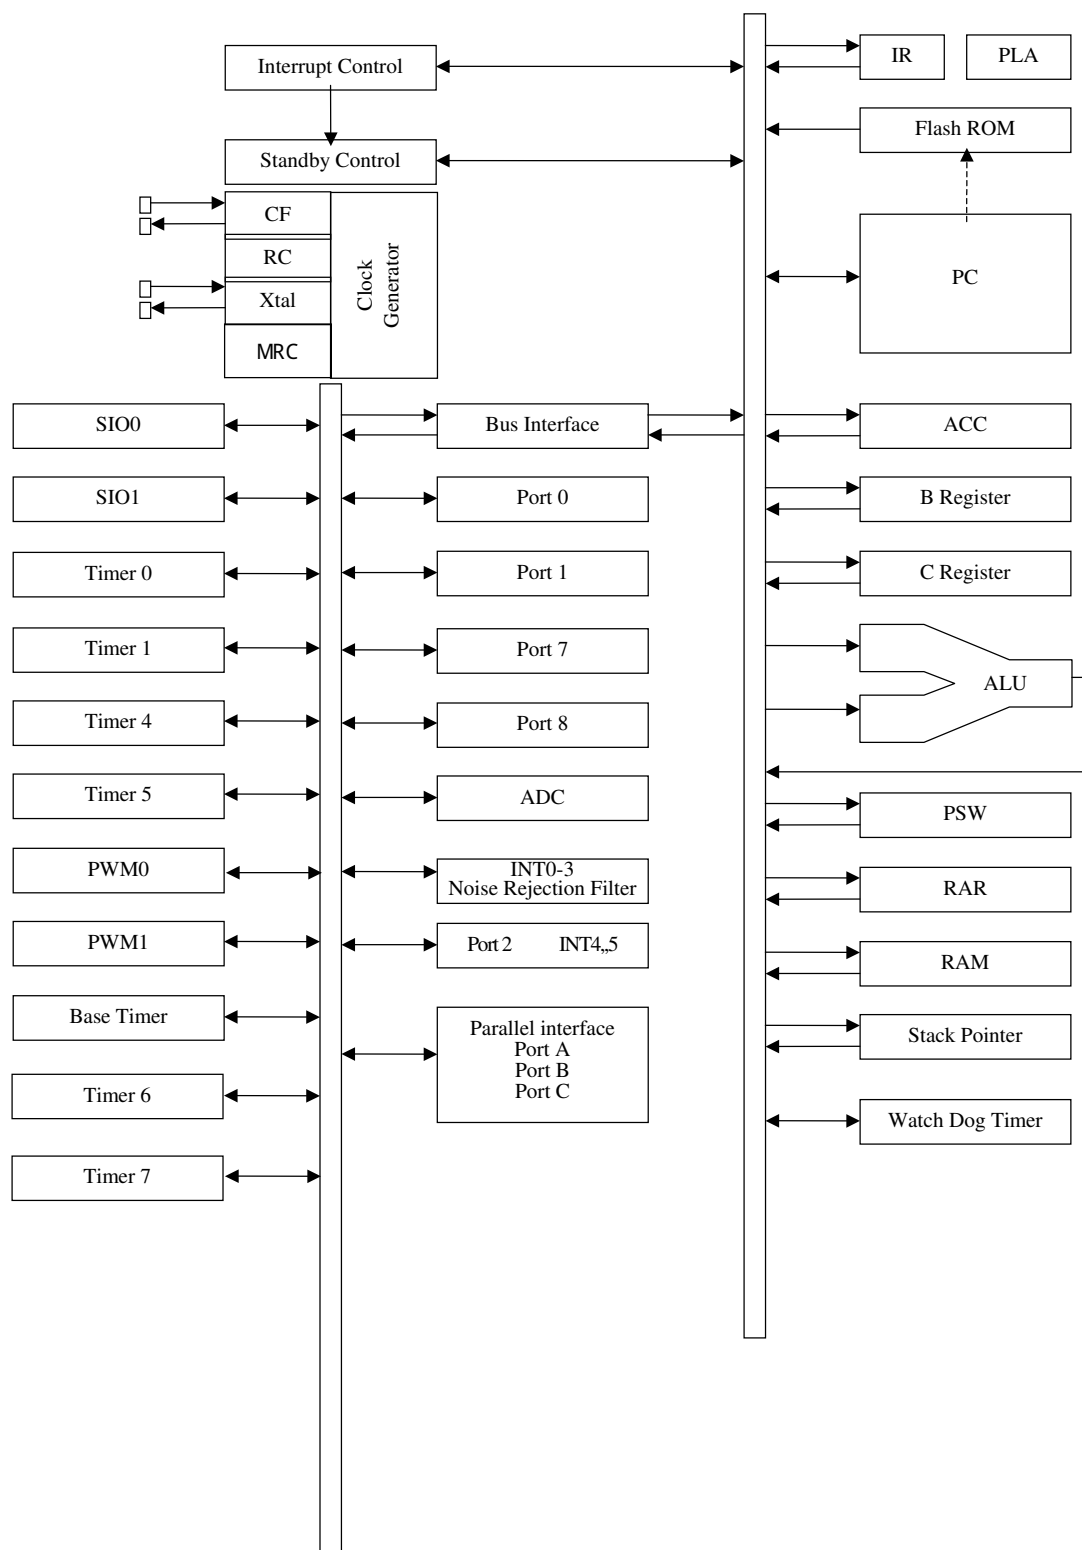 Interrupt Control
Standby Control
CF
RC
Xtal
MRC
Clock
Generator
IR
PLA
Flash ROM
PC
SIO0
SIO1
Timer 0
Timer 1
Timer 4
Timer 5
PWM0
PWM1
Base Timer
Timer 6
Timer 7
Bus Interface
Port 0
Port 1
Port 7
Port 8
ADC
INT0-3
Noise Rejection Filter
Port 2 INT4,,5
Parallel interface
Port A
Port B
Port C
ACC
B Register
C Register
ALU
PSW
RAR
RAM
Stack Pointer
Watch Dog Timer